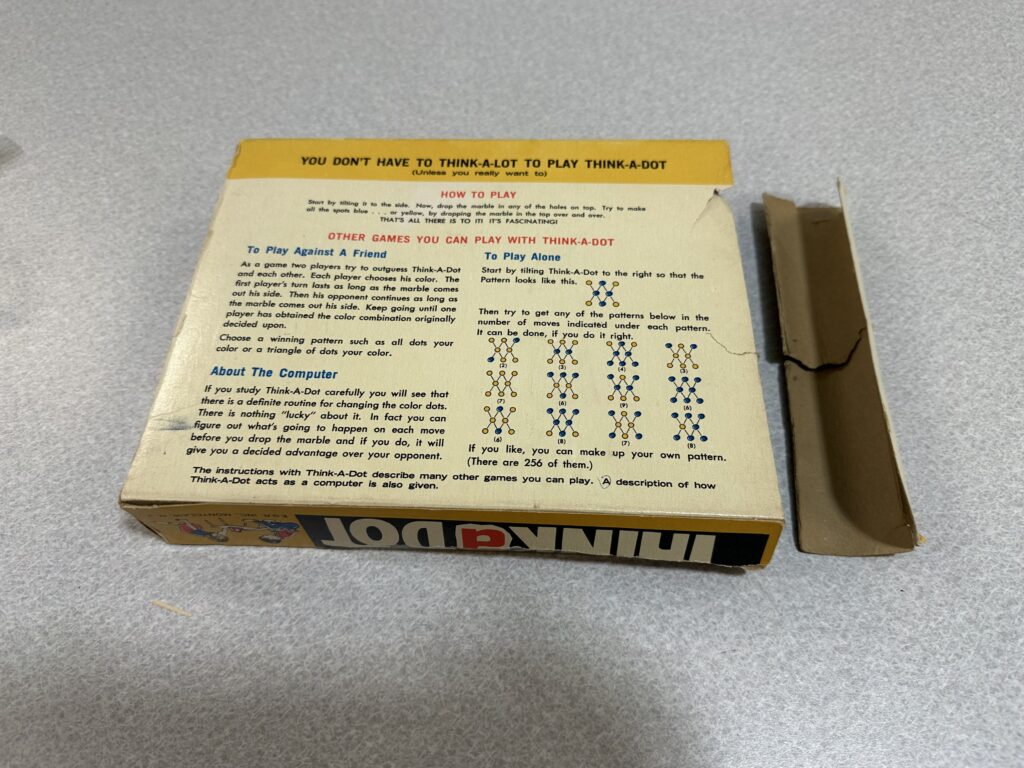 YOU DON'T HAVE TO THINK-A-LOT TO PLAY THINK-A-DOT
(Unless you really want to)
HOW TO PLAY
Start by tilting it to the side. Now, drop the marble in any of the holes on top. Try to make
all the spots blue . . . or yellow, by dropping the marble in the top over and over.
THAT'S ALL THERE IS TO IT! IT'S FASCINATING!
OTHER GAMES YOU CAN PLAY WITH THINK-A-DOT
To Play Against A Friend
As a game two players try to outguess Think-A-Dot
and each other. Each player chooses his color. The
first player's turn lasts as long as the marble comes
out his side. Then his opponent continues as long as
the marble comes out his side. Keep going until one
player has obtained the color combination originally
decided upon.
Choose a winning pattern such as all dots your
color or a triangle of dots your color.
About The Computer
If you study Think-A-Dot carefully you will see that
there is a definite routine for changing the color dots.
There is nothing "lucky" about it. In fact you can
figure out what's going to happen on each move
before you drop the marble and if you do, it will
give you a decided advantage over your opponent.
To Play Alone
Start by tilting Think-A-Dot to the right so that the
Pattern looks like this.
Then try to get any of the patterns below in the
number of moves indicated under each pattern.
It can be done, if you do it right.
(2) (3) (4) (5)
(7) (6) (9) (6)
(6) (8) (7) (8)
If you like, you can make up your own pattern.
(There are 256 of them.)
The instructions with Think-A-Dot describe many other games you can play. A description of how
Think-A-Dot acts as a computer is also given.
THINK a DOT
E.S.R. INC. MONTCLAIR